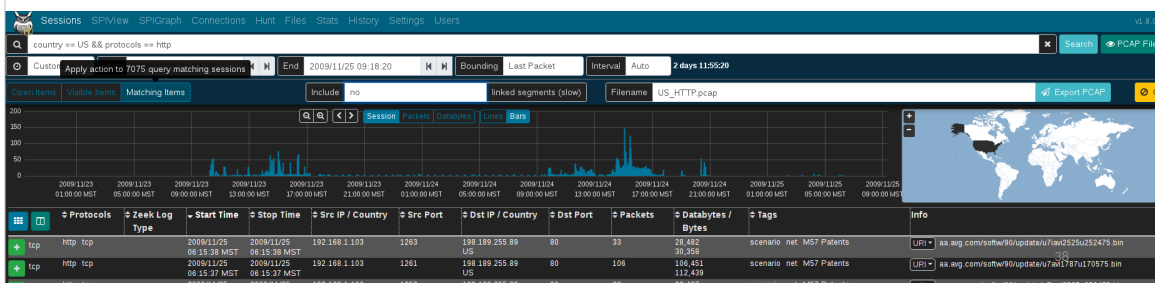 Sessions SPIView SPIGraph Connections Hunt Files Stats History Settings Users v1.8.
country == US && protocols == http Search PCAP File
Custo Apply action to 7075 query matching sessions End 2009/11/25 09:18:20 Bounding Last Packet Interval Auto 2 days 11:55:20
Open Items Visible Items Matching Items Include no linked segments (slow) Filename US_HTTP.pcap Export PCAP
200
150
100
50
0
Session Packets Databytes Lines Bars
2009/11/23 2009/11/23 2009/11/23 2009/11/23 2009/11/23 2009/11/23 2009/11/24 2009/11/24 2009/11/24 2009/11/24 2009/11/24 2009/11/24 2009/11/25 2009/11/25 2009/11/25
01:00:00 MST 05:00:00 MST 09:00:00 MST 13:00:00 MST 17:00:00 MST 21:00:00 MST 01:00:00 MST 05:00:00 MST 09:00:00 MST 13:00:00 MST 17:00:00 MST 21:00:00 MST 01:00:00 MST 05:00:00 MST 09:00:00 MST
Protocols Zeek Log Start Time Stop Time Src IP / Country Src Port Dst IP / Country Dst Port Packets Databytes / Tags Info
Type Bytes
tcp http tcp 2009/11/25 2009/11/25 192.168.1.103 1263 198.189.255.89 80 33 28,482 scenario net M57 Patents URI aa.avg.com/softw/90/update/u7iavi2525u252475.bin
06:15:38 MST 06:15:38 MST US 30,358
38
tcp http tcp 2009/11/25 2009/11/25 192.168.1.103 1261 198.189.255.89 80 106 106,451 scenario net M57 Patents URI aa.avg.com/softw/90/update/u7avi1787u170575.bin
06:15:37 MST 06:15:37 MST US 112,439